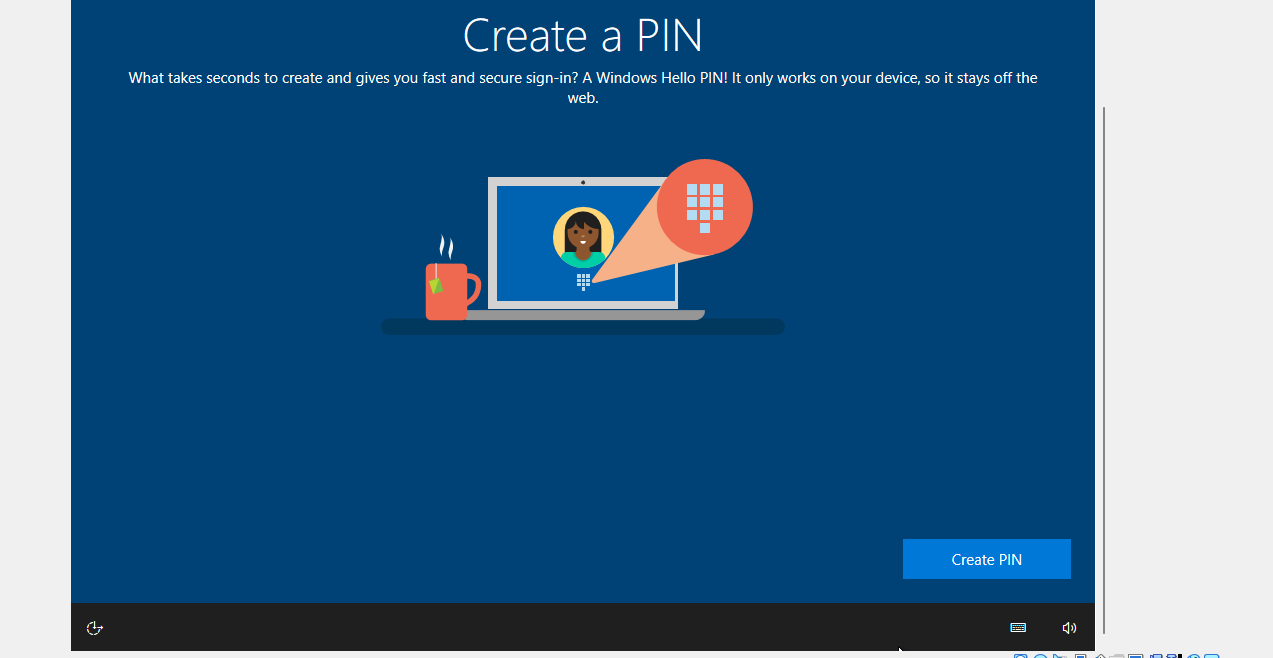 Create a PIN
What takes seconds to create and gives you fast and secure sign-in? A Windows Hello PIN! It only works on your device, so it stays off the
web.
Create PIN